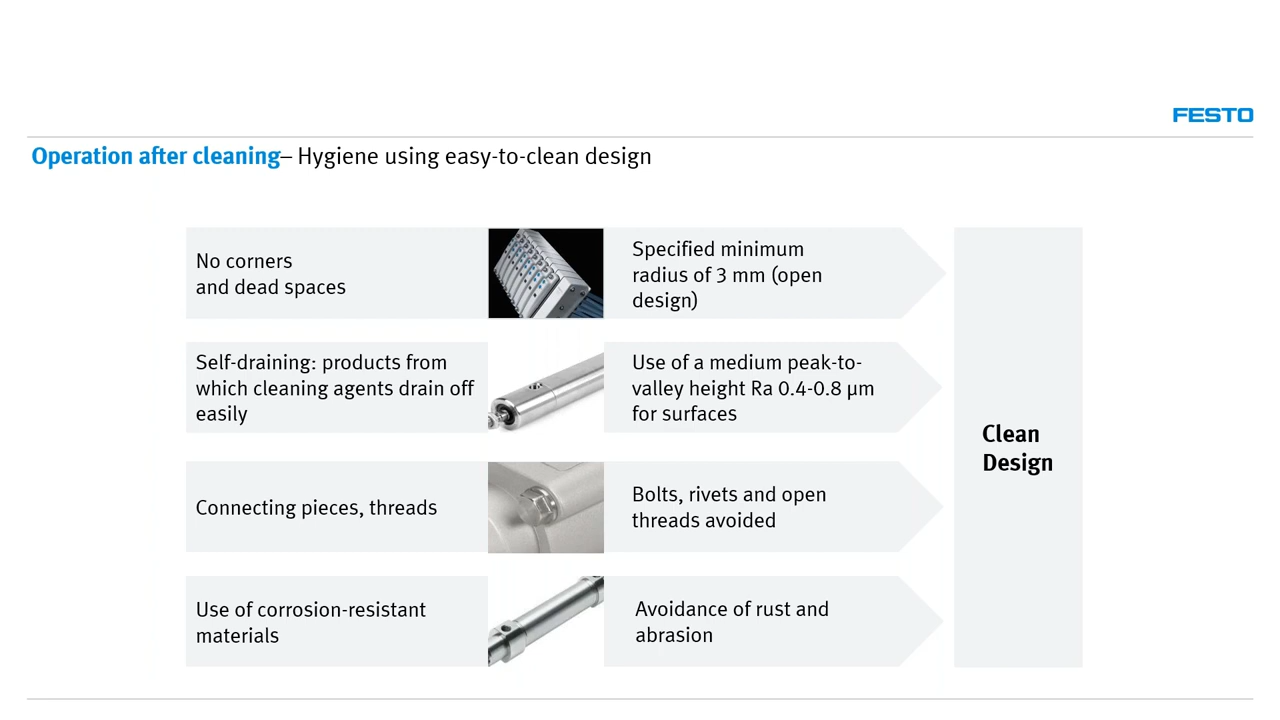 FESTO
Operation after cleaning– Hygiene using easy-to-clean design
No corners
and dead spaces
Specified minimum
radius of 3 mm (open
design)
Self-draining: products from
which cleaning agents drain off
easily
Use of a medium peak-to-
valley height Ra 0.4-0.8 µm
for surfaces
Connecting pieces, threads
Bolts, rivets and open
threads avoided
Use of corrosion-resistant
materials
Avoidance of rust and
abrasion
Clean
Design